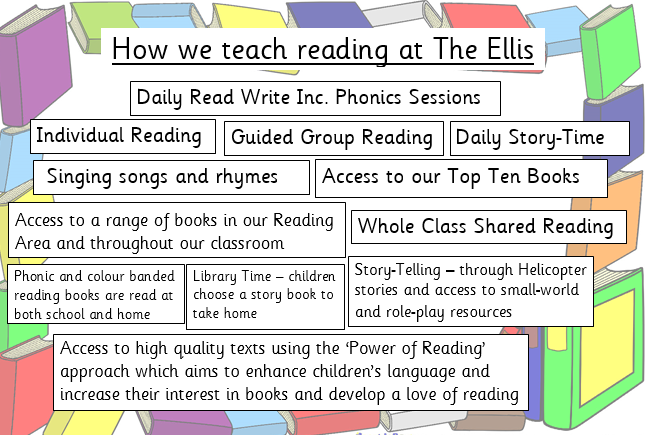 How we teach reading at The Ellis
Daily Read Write Inc. Phonics Sessions
Individual Reading
Guided Group Reading
Daily Story-Time
Singing songs and rhymes
Access to our Top Ten Books
Access to a range of books in our Reading
Area and throughout our classroom
Whole Class Shared Reading
Phonic and colour banded
reading books are read at
both school and home
Library Time – children
choose a story book to
take home
Story-Telling – through Helicopter
stories and access to small-world
and role-play resources
Access to high quality texts using the ‘Power of Reading’
approach which aims to enhance children’s language and
increase their interest in books and develop a love of reading